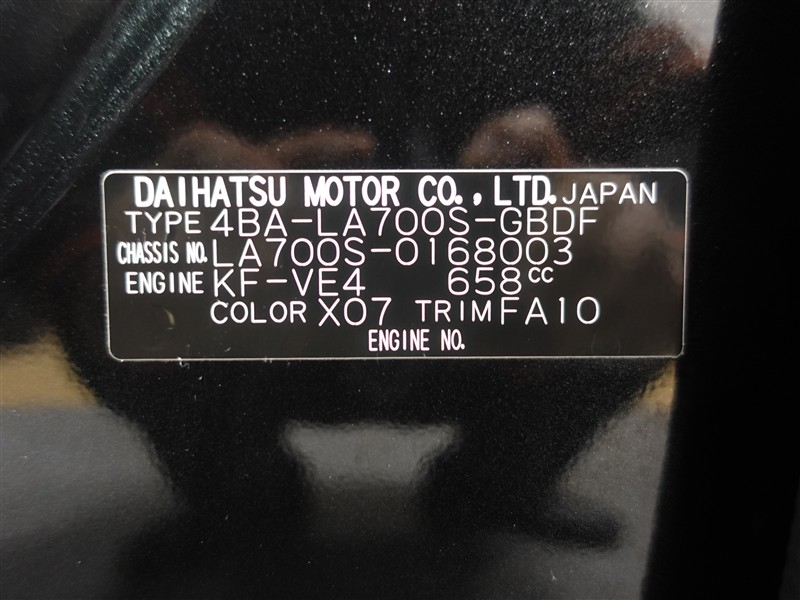 DAIHATSU MOTOR CO., LTD. JAPAN
TYPE 4BA-LA700S-GBDF
CHASSIS NO. LA700S-0168003
ENGINE KF-VE4 658cc
COLOR X07 TRIM FA10
ENGINE NO.